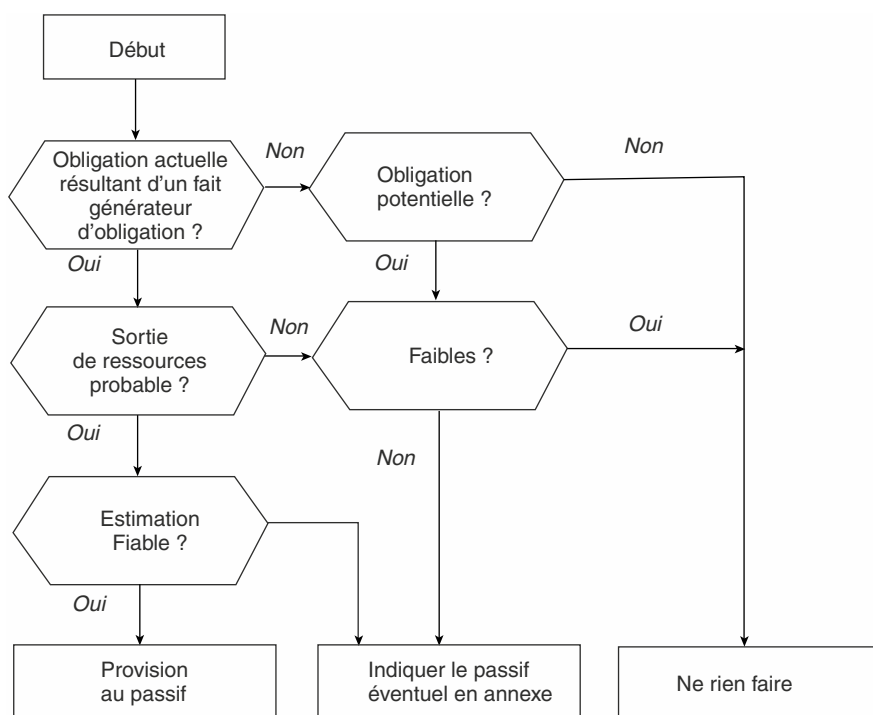 Début
Obligation actuelle
résultant d'un fait
générateur
d'obligation ?
Non
Obligation
potentielle ?
Non
Oui
Oui
Sortie
de ressources
probable ?
Non
Faibles ?
Oui
Oui
Non
Estimation
Fiable ?
Oui
Provision
au passif
Indiquer le passif
éventuel en annexe
Ne rien faire